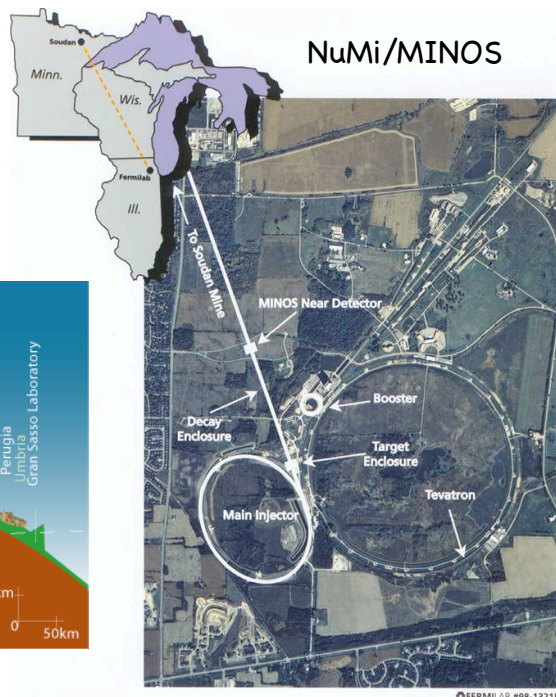 NuMi/MINOS
Soudan
Minn.
Wis.
Fermilab
Ill.
To Soudan Mine
MINOS Near Detector
Booster
Decay
Enclosure
Target
Enclosure
Tevatron
Main Injector
Perugia
Umbria
Gran Sasso Laboratory
0
50km